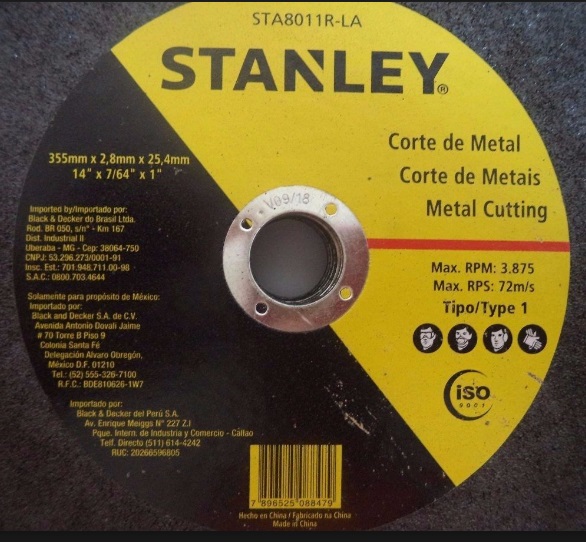 STA8011R-LA
STANLEY®
Corte de Metal
Corte de Metais
Metal Cutting
355mm x 2,8mm x 25,4mm
14" x 7/64" x 1"
V09/18
Max. RPM: 3.875
Max. RPS: 72m/s
Tipo/Type 1
iso
9001
Imported by/Importado por:
Black & Decker do Brasil Ltda.
Rod. BR 050, s/n° - Km 167
Dist. Industrial II
Uberaba - MG - Cep: 38064-750
CNPJ: 53.296.273/0001-91
Insc. Est.: 701.948.711.00-98
S.A.C.: 0800.703.4644
Solamente para propósito de México:
Importado por:
Black and Decker S.A. de C.V.
Avenida Antonio Dovali Jaime
# 70 Torre B Piso 9
Colonia Santa Fé
Delegación Alvaro Obregón,
México D.F. 01210
Tel.: (52) 555-326-7100
R.F.C.: BDE810626-1W7
Importado por:
Black & Decker del Perú S.A.
Av. Enrique Meiggs N° 227 Z.I
Pque. Intern. de Industria y Comercio - Callao
Telf. Directo (511) 614-4242
RUC: 20266596805
7 896525 088479
Hecho en China / Fabricado na China
Made in China